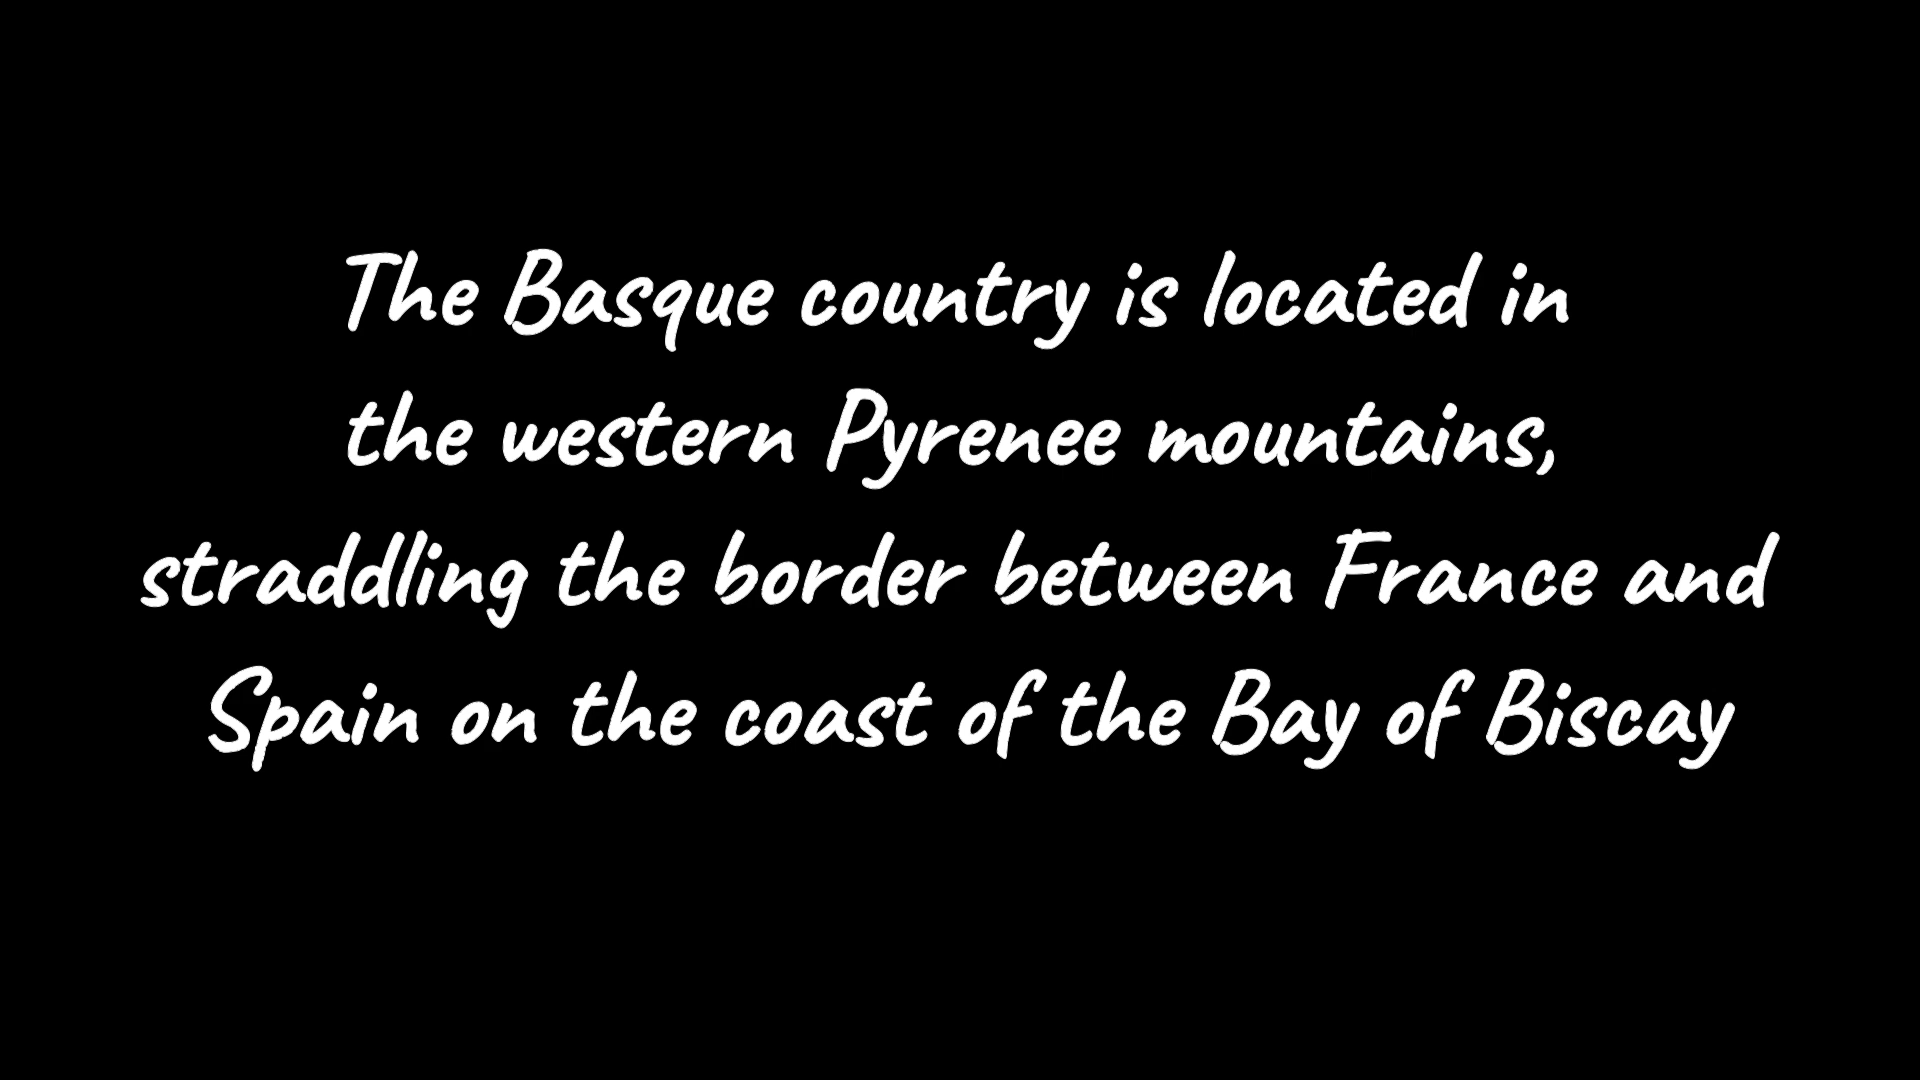 The Basque country is located in
the western Pyrenee mountains,
straddling the border between France and
Spain on the coast of the Bay of Biscay